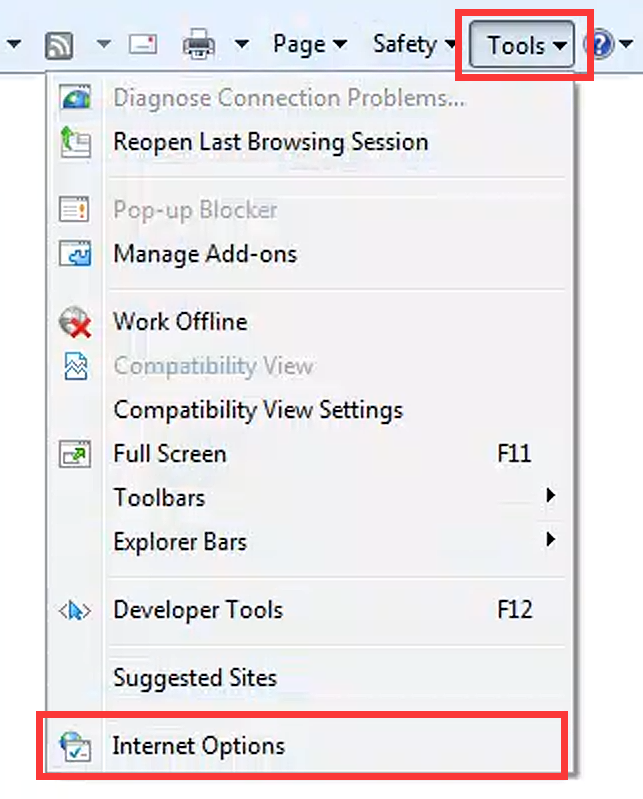 Page Safety Tools ?
Diagnose Connection Problems...
Reopen Last Browsing Session
Pop-up Blocker
Manage Add-ons
Work Offline
Compatibility View
Compatibility View Settings
Full Screen F11
Toolbars
Explorer Bars
Developer Tools F12
Suggested Sites
Internet Options